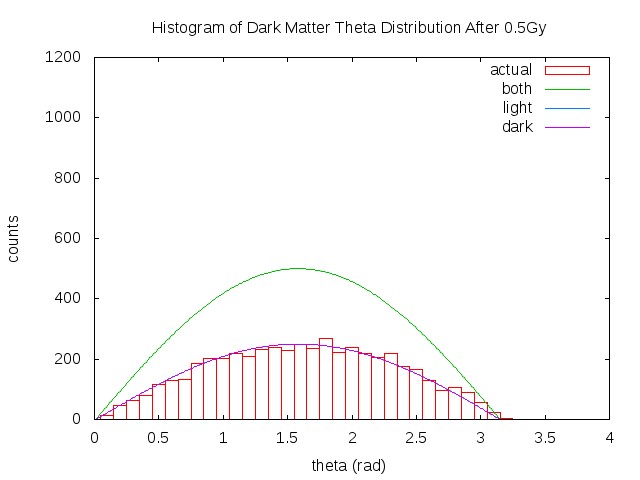 Histogram of Dark Matter Theta Distribution After 0.5Gy
1200
1000
800
600
400
200
0
counts
actual
both
light
dark
0 0.5 1 1.5 2 2.5 3 3.5 4
theta (rad)